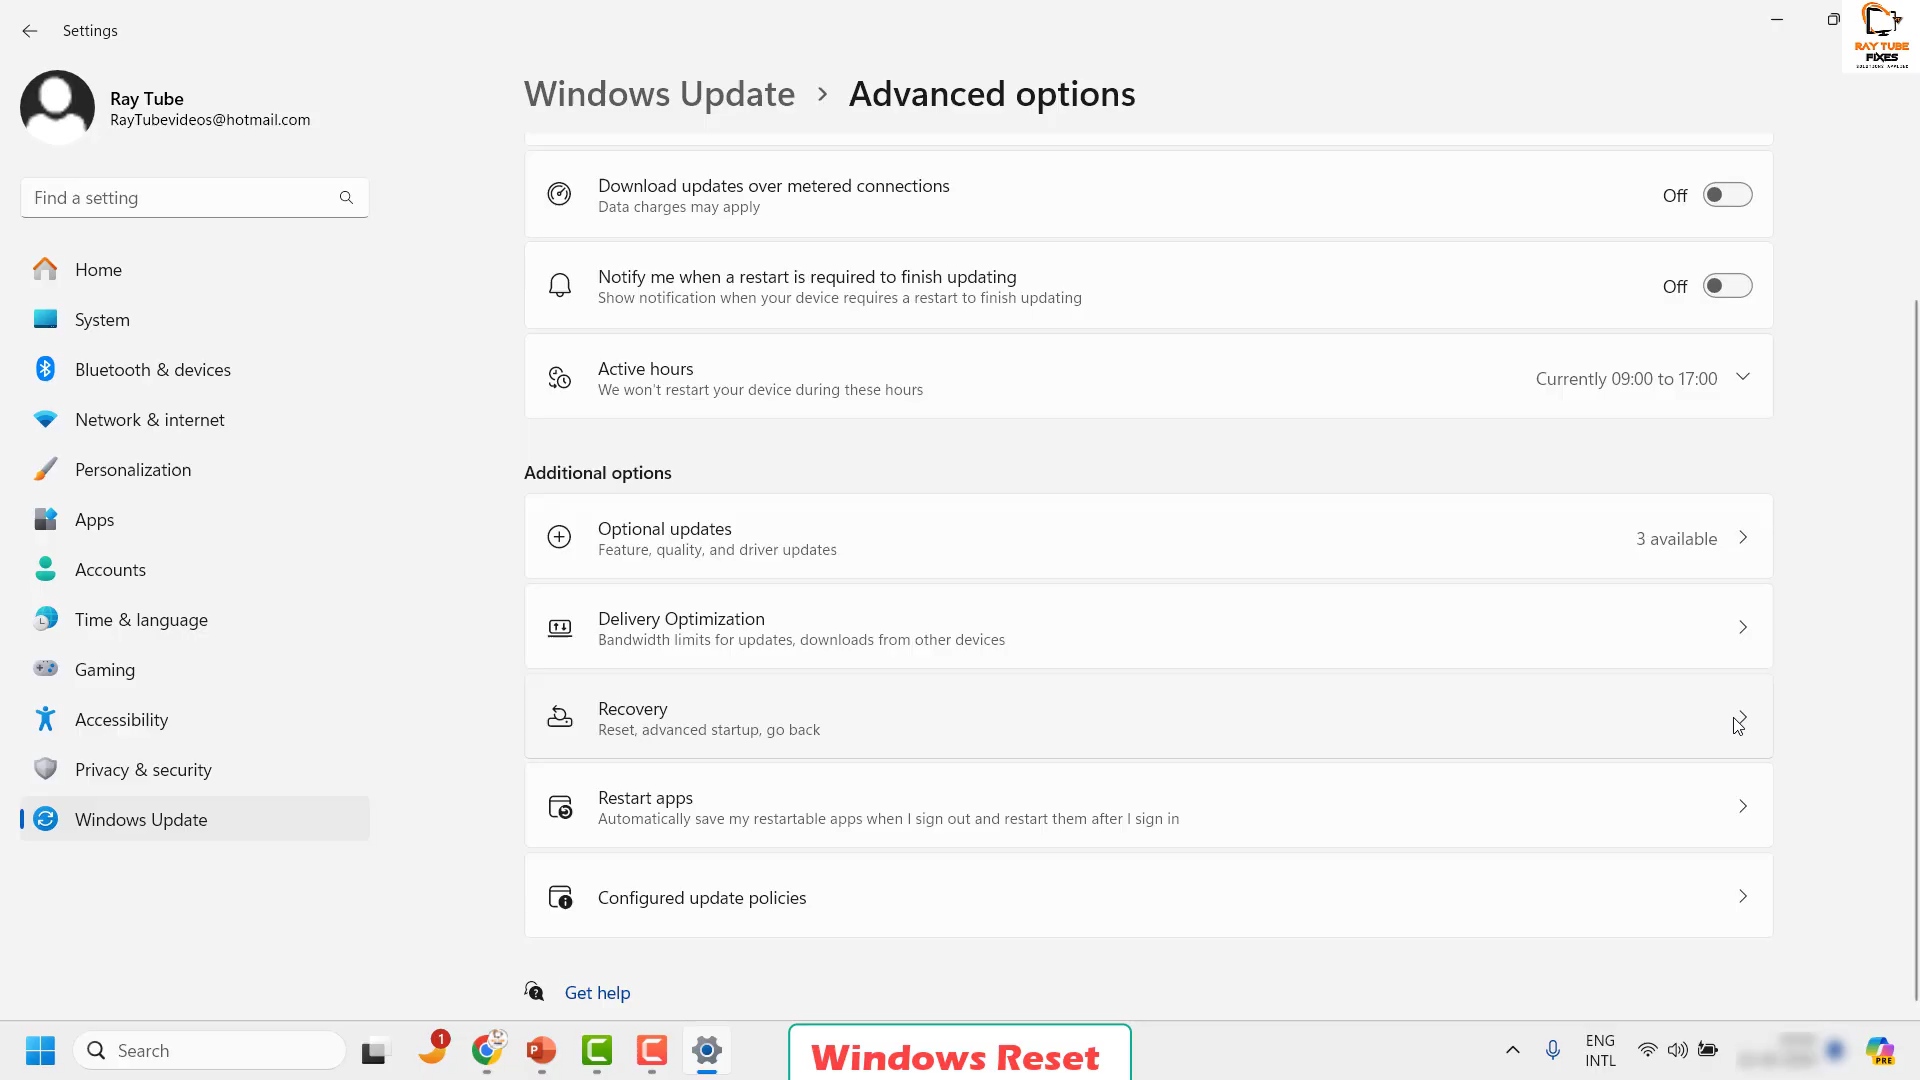 Settings
RAY TUBE
FIXES
SOLUTIONS APPLIED
Ray Tube
RayTubevideos@hotmail.com
Windows Update > Advanced options
Find a setting
Home
System
Bluetooth & devices
Network & internet
Personalization
Apps
Accounts
Time & language
Gaming
Accessibility
Privacy & security
Windows Update
Download updates over metered connections
Data charges may apply
Off
Notify me when a restart is required to finish updating
Show notification when your device requires a restart to finish updating
Off
Active hours
We won't restart your device during these hours
Currently 09:00 to 17:00
Additional options
Optional updates
Feature, quality, and driver updates
3 available
Delivery Optimization
Bandwidth limits for updates, downloads from other devices
Recovery
Reset, advanced startup, go back
Restart apps
Automatically save my restartable apps when I sign out and restart them after I sign in
Configured update policies
Get help
Search
1
Windows Reset
ENG
INTL
PRE